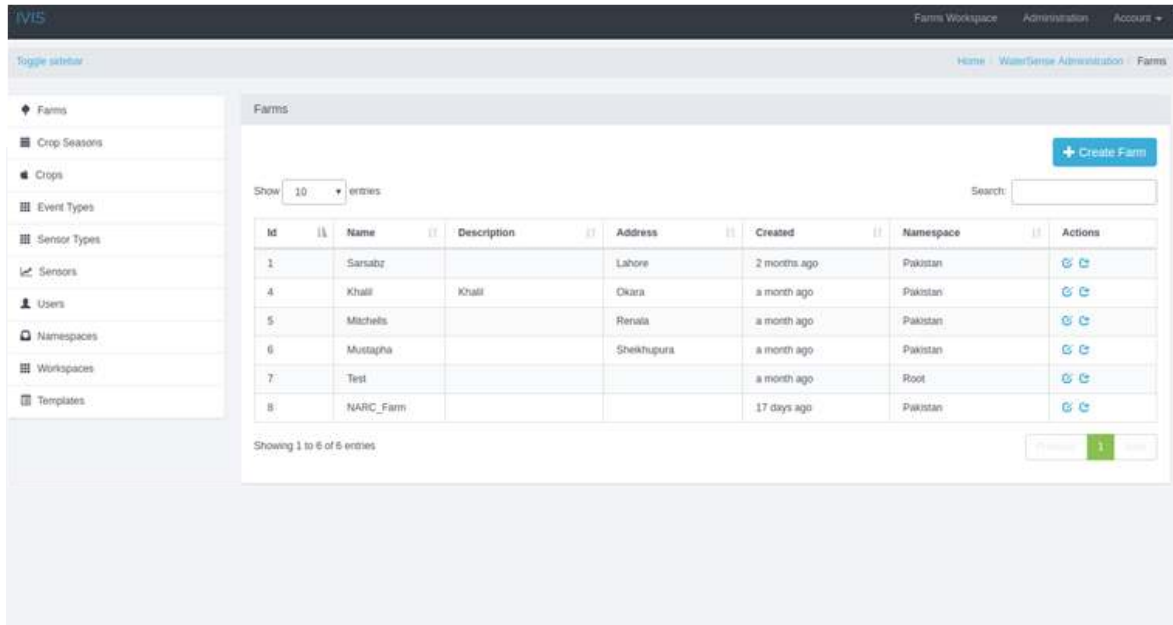 IVIS
Farms Workspace Administration Account
Toggle sidebar
Home WaterSense Administration Farms
Farms
Crop Seasons
Crops
Event Types
Sensor Types
Sensors
Users
Namespaces
Workspaces
Templates
Farms
Create Farm
Show 10 entries
Search:
Id Name Description Address Created Namespace Actions
1 Sarsabz Lahore 2 months ago Pakistan
4 Khalil Khalil Okara a month ago Pakistan
5 Mitchells Renala a month ago Pakistan
6 Mustapha Sheikhupura a month ago Pakistan
7 Test a month ago Root
8 NARC_Farm 17 days ago Pakistan
Showing 1 to 6 of 6 entries
Previous 1 Next